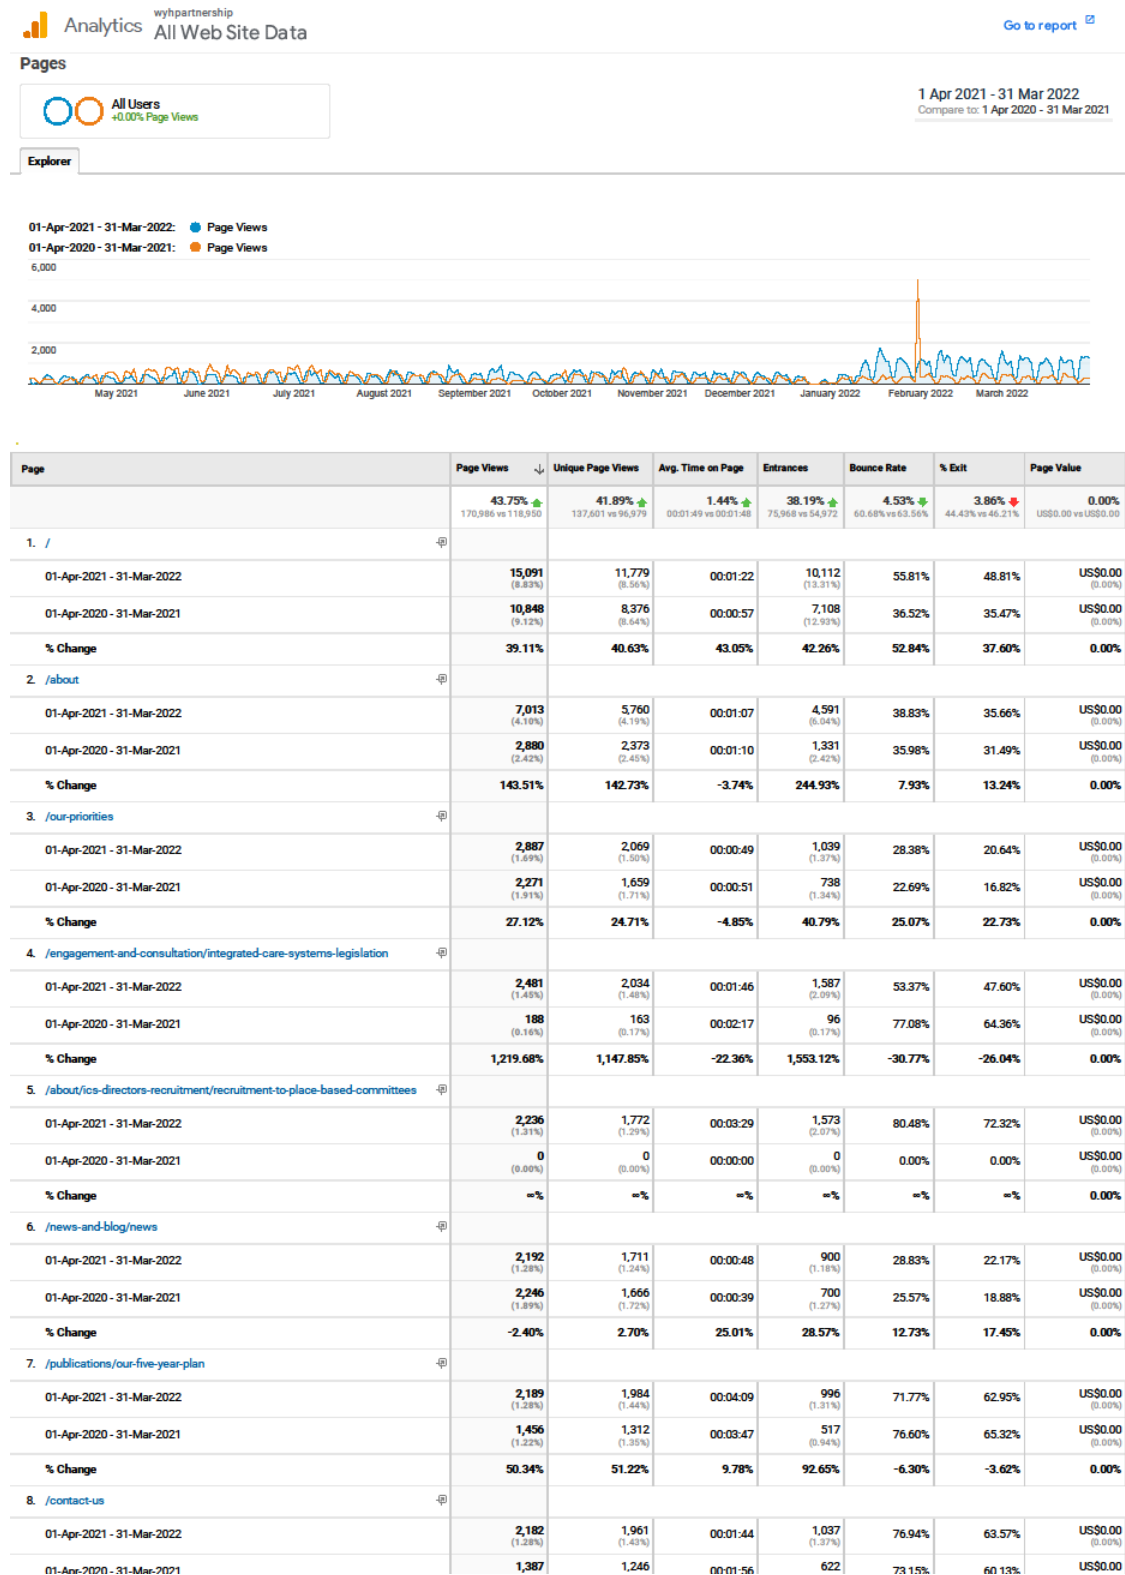 Analytics
wyhpartnership
All Web Site Data
Go to report
Pages
All Users
+0.00% Page Views
1 Apr 2021 - 31 Mar 2022
Compare to: 1 Apr 2020 - 31 Mar 2021
Explorer
01-Apr-2021 - 31-Mar-2022: Page Views
01-Apr-2020 - 31-Mar-2021: Page Views
6,000
4,000
2,000
May 2021 June 2021 July 2021 August 2021 September 2021 October 2021 November 2021 December 2021 January 2022 February 2022 March 2022
Page Page Views Unique Page Views Avg. Time on Page Entrances Bounce Rate % Exit Page Value
43.75% 41.89% 1.44% 38.19% 4.53% 3.86% 0.00%
170,986 vs 118,950 137,601 vs 96,979 00:01:49 vs 00:01:48 75,968 vs 54,972 60.68% vs 63.56% 44.43% vs 46.21% US$0.00 vs US$0.00
1. /
01-Apr-2021 - 31-Mar-2022 15,091 11,779 00:01:22 10,112 55.81% 48.81% US$0.00
(8.83%) (8.56%) (13.31%) (0.00%)
01-Apr-2020 - 31-Mar-2021 10,848 8,376 00:00:57 7,108 36.52% 35.47% US$0.00
(9.12%) (8.64%) (12.93%) (0.00%)
% Change 39.11% 40.63% 43.05% 42.26% 52.84% 37.60% 0.00%
2. /about
01-Apr-2021 - 31-Mar-2022 7,013 5,760 00:01:07 4,591 38.83% 35.66% US$0.00
(4.10%) (4.19%) (6.04%) (0.00%)
01-Apr-2020 - 31-Mar-2021 2,880 2,373 00:01:10 1,331 35.98% 31.49% US$0.00
(2.42%) (2.45%) (2.42%) (0.00%)
% Change 143.51% 142.73% -3.74% 244.93% 7.93% 13.24% 0.00%
3. /our-priorities
01-Apr-2021 - 31-Mar-2022 2,887 2,069 00:00:49 1,039 28.38% 20.64% US$0.00
(1.69%) (1.50%) (1.37%) (0.00%)
01-Apr-2020 - 31-Mar-2021 2,271 1,659 00:00:51 738 22.69% 16.82% US$0.00
(1.91%) (1.71%) (1.34%) (0.00%)
% Change 27.12% 24.71% -4.85% 40.79% 25.07% 22.73% 0.00%
4. /engagement-and-consultation/integrated-care-systems-legislation
01-Apr-2021 - 31-Mar-2022 2,481 2,034 00:01:46 1,587 53.37% 47.60% US$0.00
(1.45%) (1.48%) (2.09%) (0.00%)
01-Apr-2020 - 31-Mar-2021 188 163 00:02:17 96 77.08% 64.36% US$0.00
(0.16%) (0.17%) (0.17%) (0.00%)
% Change 1,219.68% 1,147.85% -22.36% 1,553.12% -30.77% -26.04% 0.00%
5. /about/ics-directors-recruitment/recruitment-to-place-based-committees
01-Apr-2021 - 31-Mar-2022 2,236 1,772 00:03:29 1,573 80.48% 72.32% US$0.00
(1.31%) (1.29%) (2.07%) (0.00%)
01-Apr-2020 - 31-Mar-2021 0 0 00:00:00 0 0.00% 0.00% US$0.00
(0.00%) (0.00%) (0.00%) (0.00%)
% Change ∞% ∞% ∞% ∞% ∞% ∞% 0.00%
6. /news-and-blog/news
01-Apr-2021 - 31-Mar-2022 2,192 1,711 00:00:48 900 28.83% 22.17% US$0.00
(1.28%) (1.24%) (1.18%) (0.00%)
01-Apr-2020 - 31-Mar-2021 2,246 1,666 00:00:39 700 25.57% 18.88% US$0.00
(1.89%) (1.72%) (1.27%) (0.00%)
% Change -2.40% 2.70% 25.01% 28.57% 12.73% 17.45% 0.00%
7. /publications/our-five-year-plan
01-Apr-2021 - 31-Mar-2022 2,189 1,984 00:04:09 996 71.77% 62.95% US$0.00
(1.28%) (1.44%) (1.31%) (0.00%)
01-Apr-2020 - 31-Mar-2021 1,456 1,312 00:03:47 517 76.60% 65.32% US$0.00
(1.22%) (1.35%) (0.94%) (0.00%)
% Change 50.34% 51.22% 9.78% 92.65% -6.30% -3.62% 0.00%
8. /contact-us
01-Apr-2021 - 31-Mar-2022 2,182 1,961 00:01:44 1,037 76.94% 63.57% US$0.00
(1.28%) (1.43%) (1.37%) (0.00%)
01-Apr-2020 - 31-Mar-2021 1,387 1,246 00:01:56 622 73.15% 60.13% US$0.00